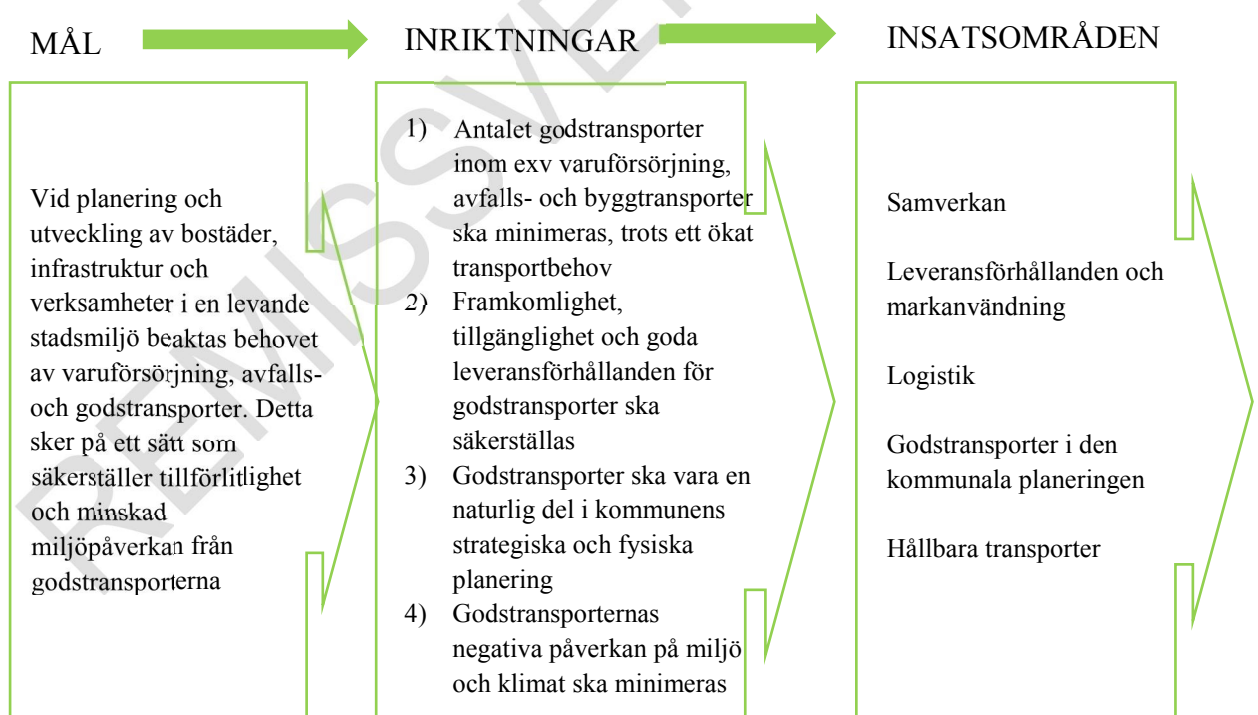 MÅL
INRIKTNINGAR
INSATSOMRÅDEN
Vid planering och
utveckling av bostäder,
infrastruktur och
verksamheter i en levande
stadsmiljö beaktas behovet
av varuförsörjning, avfalls-
och godstransporter. Detta
sker på ett sätt som
säkerställer tillförlitlighet
och minskad
miljöpåverkan från
godstransporterna
1) Antalet godstransporter
inom exv varuförsörjning,
avfalls- och byggtransporter
ska minimeras, trots ett ökat
transportbehov
2) Framkomlighet,
tillgänglighet och goda
leveransförhållanden för
godstransporter ska
säkerställas
3) Godstransporter ska vara en
naturlig del i kommunens
strategiska och fysiska
planering
4) Godstransporternas
negativa påverkan på miljö
och klimat ska minimeras
Samverkan
Leveransförhållanden och
markanvändning
Logistik
Godstransporter i den
kommunala planeringen
Hållbara transporter